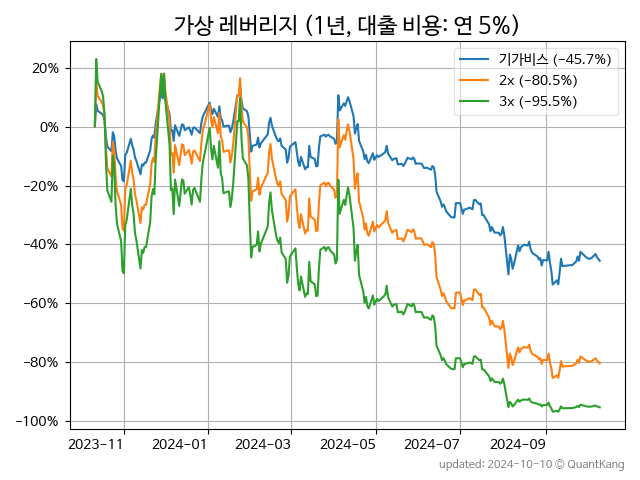 가상 레버리지 (1년, 대출 비용: 연 5%)
기가비스 (-45.7%)
2x (-80.5%)
3x (-95.5%)
20%
0%
-20%
-40%
-60%
-80%
-100%
2023-11
2024-01
2024-03
2024-05
2024-07
2024-09
updated: 2024-10-10 © QuantKang